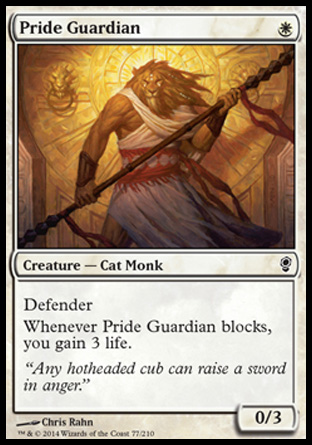 Pride Guardian
Creature — Cat Monk
Defender
Whenever Pride Guardian blocks,
you gain 3 life.
“Any hotheaded cub can raise a sword
in anger.”
Chris Rahn
™ & © 2014 Wizards of the Coast 77/210
0/3